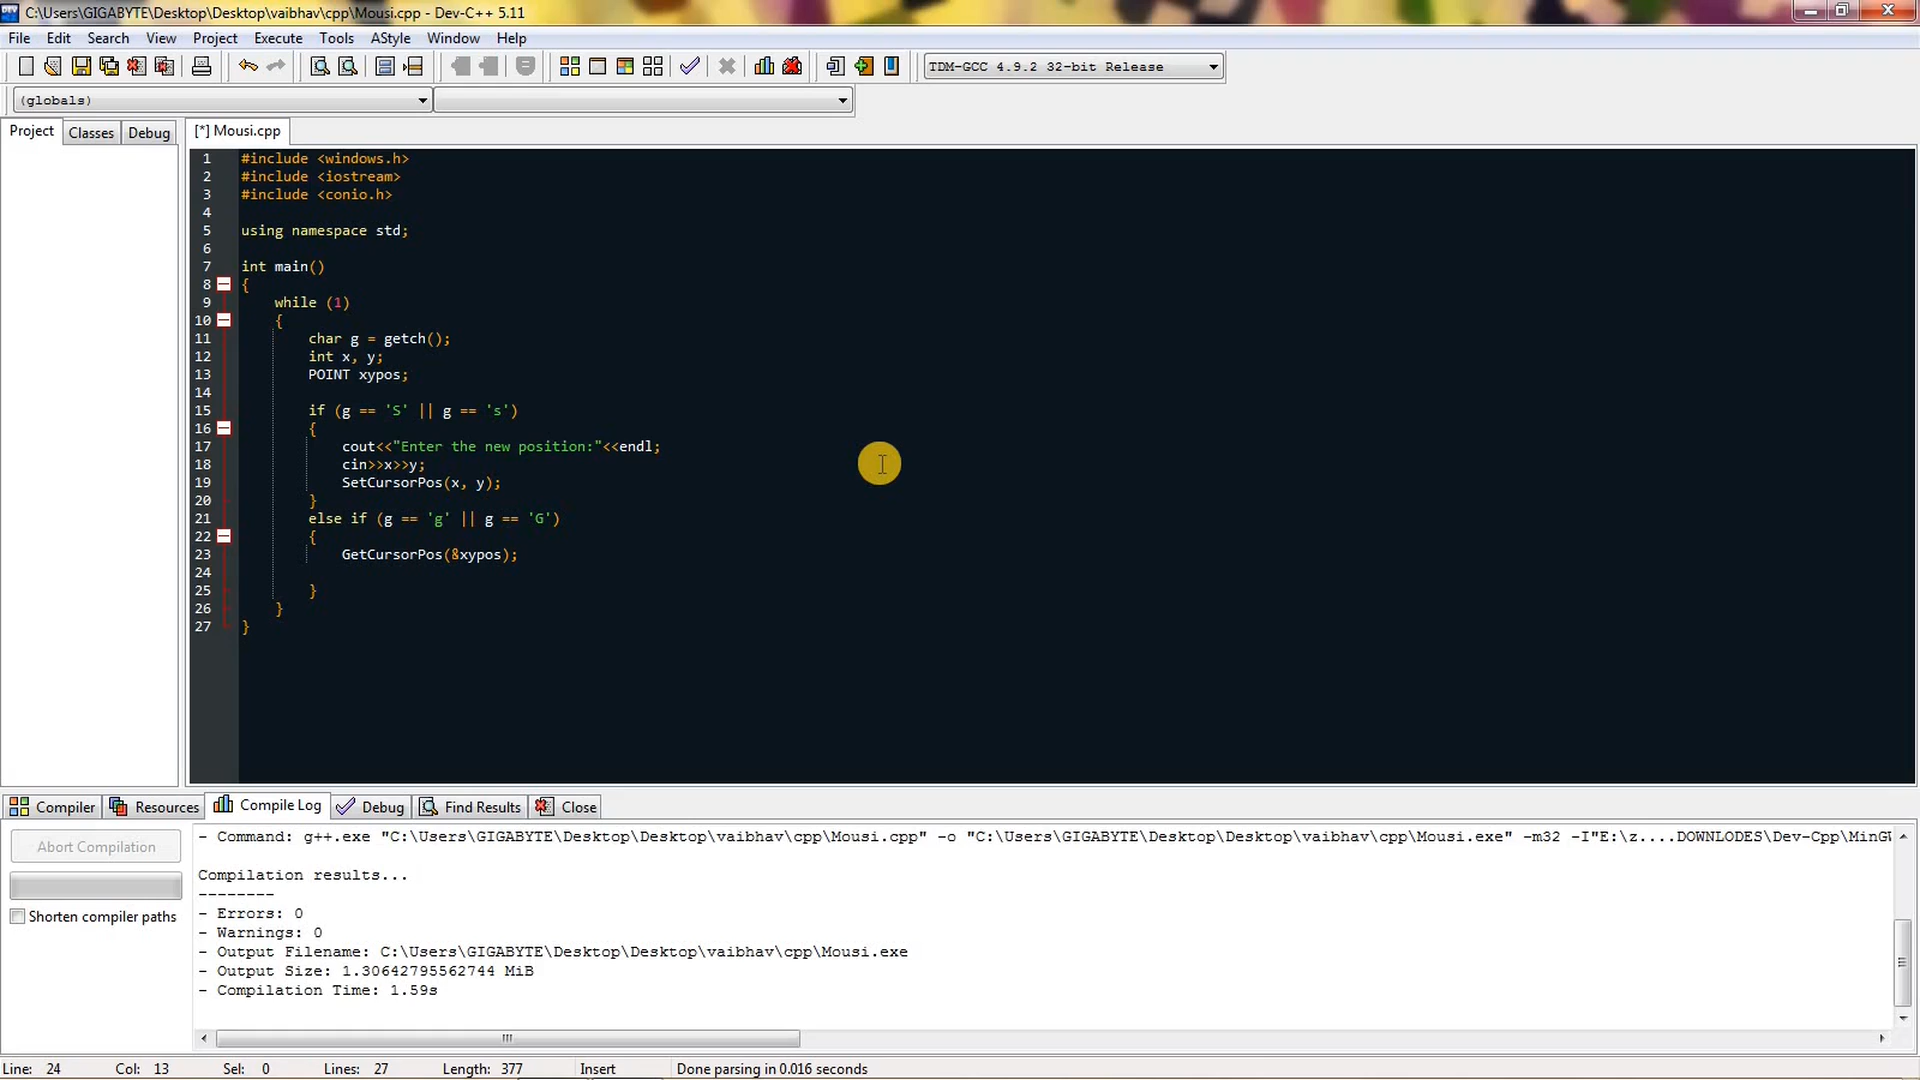 C:\Users\GIGABYTE\Desktop\Desktop\vaibhav\cpp\Mousi.cpp - Dev-C++ 5.11
File Edit Search View Project Execute Tools AStyle Window Help
TDM-GCC 4.9.2 32-bit Release
(globals)
Project Classes Debug [*] Mousi.cpp
1 #include <windows.h>
2 #include <iostream>
3 #include <conio.h>
4
5 using namespace std;
6
7 int main()
8 {
9 while (1)
10 {
11 char g = getch();
12 int x, y;
13 POINT xypos;
14
15 if (g == 'S' || g == 's')
16 {
17 cout<<"Enter the new position:"<<endl;
18 cin>>x>>y;
19 SetCursorPos(x, y);
20 }
21 else if (g == 'g' || g == 'G')
22 {
23 GetCursorPos(&xypos);
24
25 }
26 }
27 }
Compiler Resources Compile Log Debug Find Results Close
Abort Compilation
Shorten compiler paths
- Command: g++.exe "C:\Users\GIGABYTE\Desktop\Desktop\vaibhav\cpp\Mousi.cpp" -o "C:\Users\GIGABYTE\Desktop\Desktop\vaibhav\cpp\Mousi.exe" -m32 -I"E:\z....DOWNLODES\Dev-Cpp\MinGW
Compilation results...
--------
- Errors: 0
- Warnings: 0
- Output Filename: C:\Users\GIGABYTE\Desktop\Desktop\vaibhav\cpp\Mousi.exe
- Output Size: 1.30642795562744 MiB
- Compilation Time: 1.59s
Line: 24 Col: 13 Sel: 0 Lines: 27 Length: 377 Insert Done parsing in 0.016 seconds